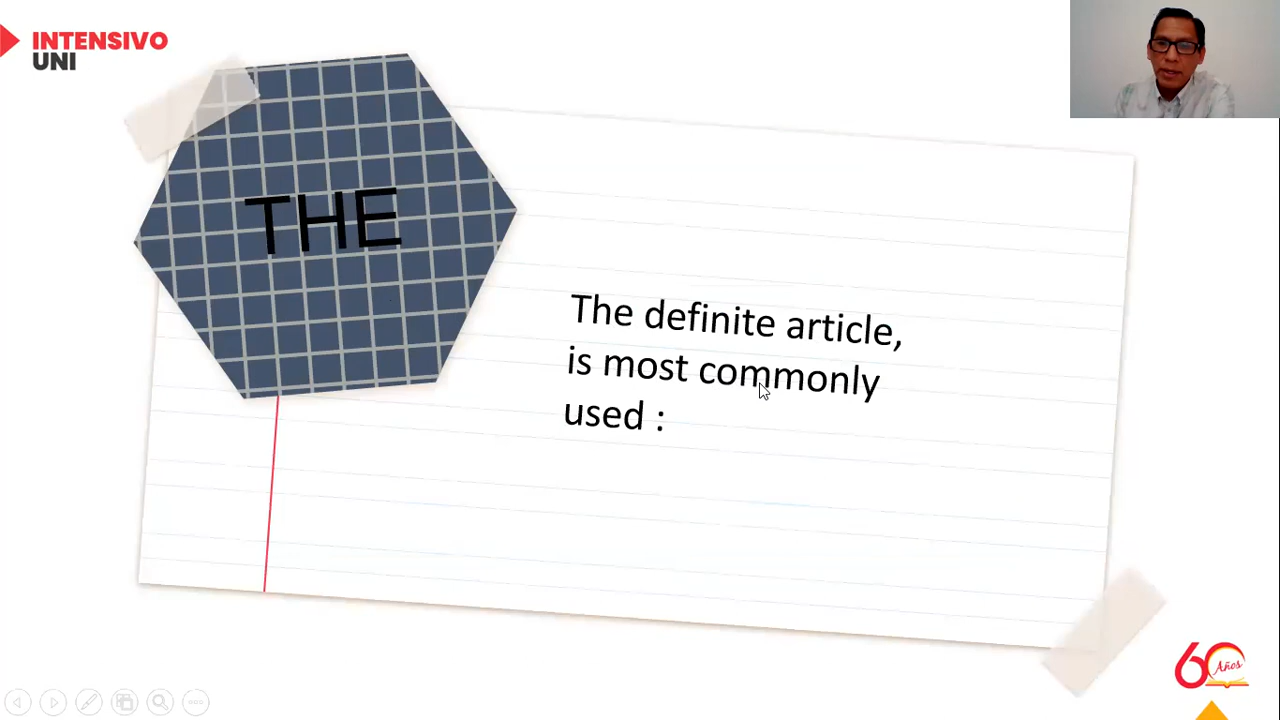 INTENSIVO
UNI
THE
The definite article,
is most commonly
used :
60
Años